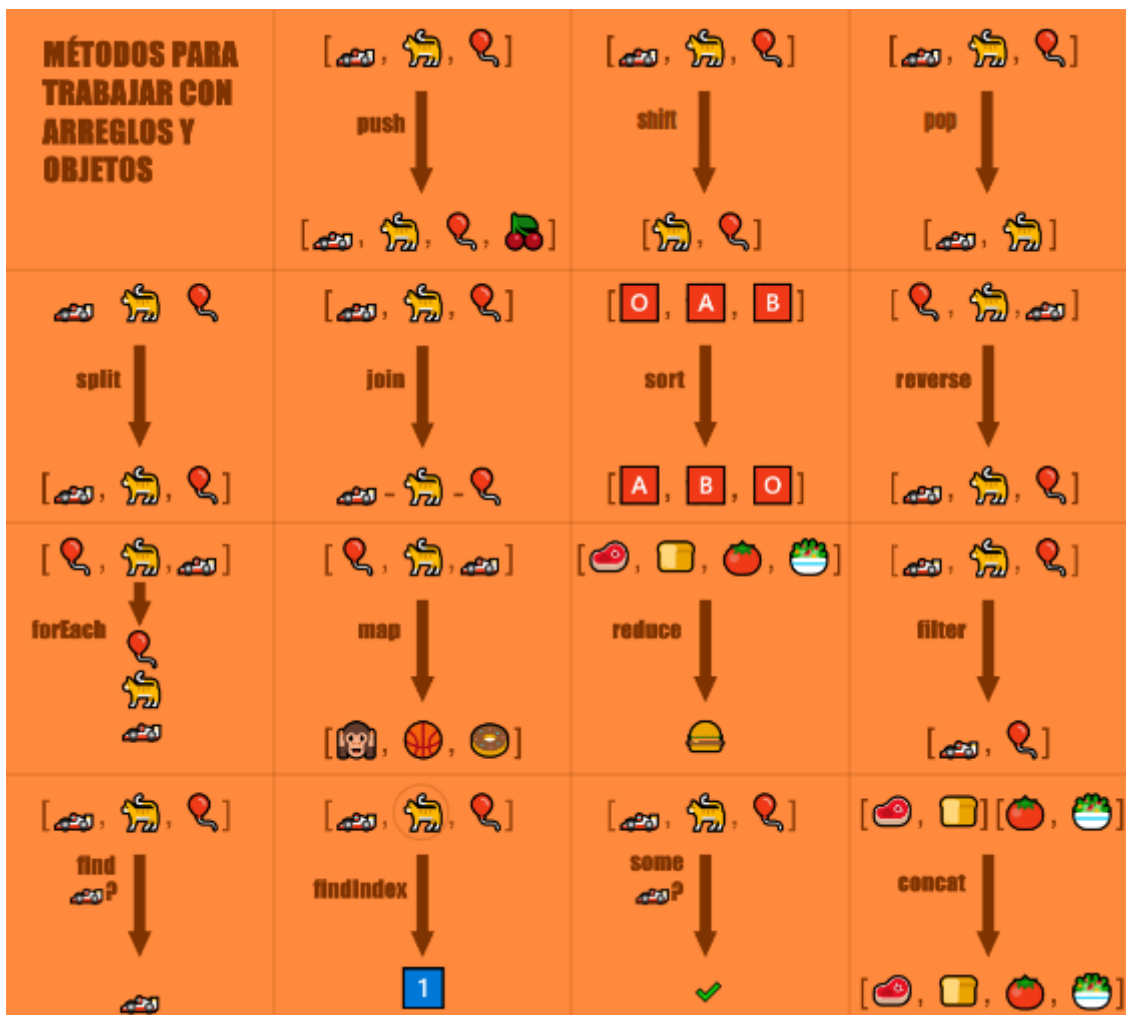 MÉTODOS PARA
TRABAJAR CON
ARREGLOS Y
OBJETOS
push
shift
pop
split
join
O, A, B
sort
A, B, O
reverse
forEach
map
reduce
filter
find
?
findIndex
1
some
?
concat